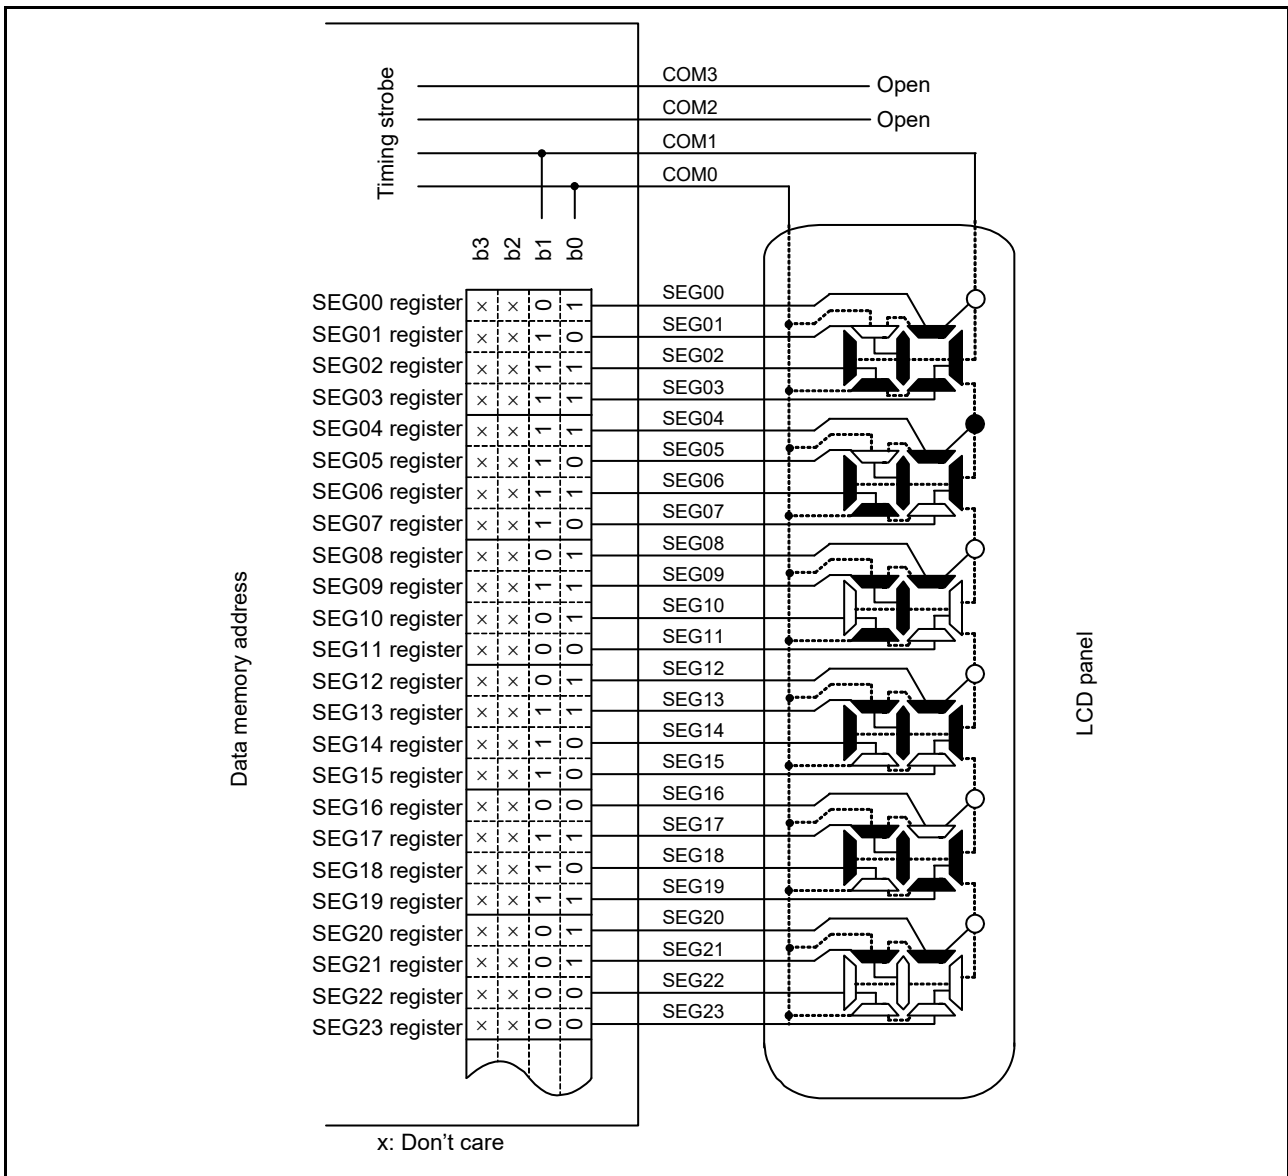 Timing strobe
COM3
Open
COM2
Open
COM1
COM0
b3 b2 b1 b0
SEG00 register × × 0 1 SEG00
SEG01 register × × 1 0 SEG01
SEG02 register × × 1 1 SEG02
SEG03 register × × 1 1 SEG03
SEG04 register × × 1 1 SEG04
SEG05 register × × 1 0 SEG05
SEG06 register × × 1 1 SEG06
SEG07 register × × 1 0 SEG07
SEG08 register × × 0 1 SEG08
SEG09 register × × 1 1 SEG09
SEG10 register × × 0 1 SEG10
SEG11 register × × 0 0 SEG11
SEG12 register × × 0 1 SEG12
SEG13 register × × 1 1 SEG13
SEG14 register × × 1 0 SEG14
SEG15 register × × 1 0 SEG15
SEG16 register × × 0 0 SEG16
SEG17 register × × 1 1 SEG17
SEG18 register × × 1 0 SEG18
SEG19 register × × 1 1 SEG19
SEG20 register × × 0 1 SEG20
SEG21 register × × 0 1 SEG21
SEG22 register × × 0 0 SEG22
SEG23 register × × 0 0 SEG23
Data memory address
LCD panel
x: Don't care